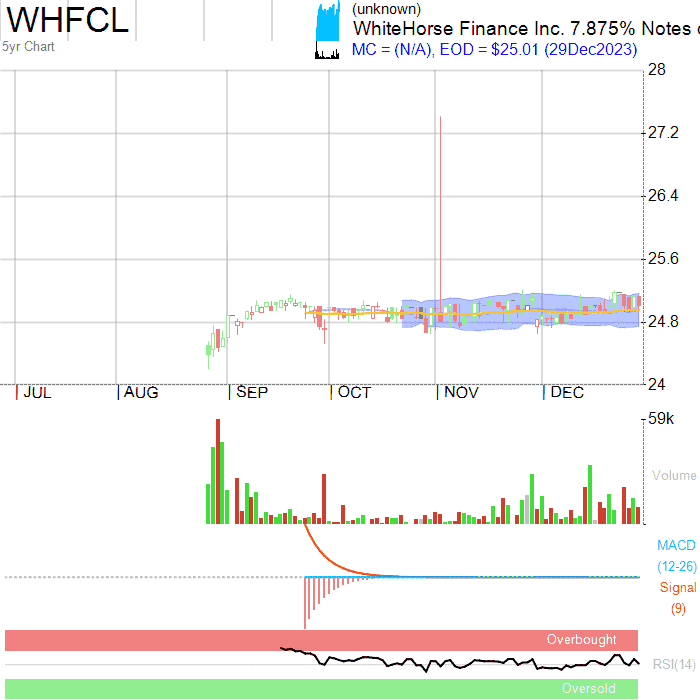 WHFCL
5yr Chart
(unknown)
WhiteHorse Finance Inc. 7.875% Notes
MC = (N/A), EOD = $25.01 (29Dec2023)
28
27.2
26.4
25.6
24.8
24
JUL AUG SEP OCT NOV DEC
59k
Volume
MACD
(12-26)
Signal
(9)
Overbought
RSI(14)
Oversold